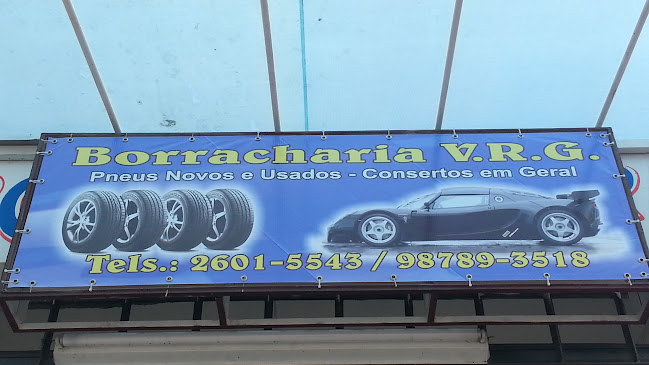 Borracharia V.R.G.
Pneus Novos e Usados - Consertos em Geral
Tels.: 2601-5543 / 98789-3518